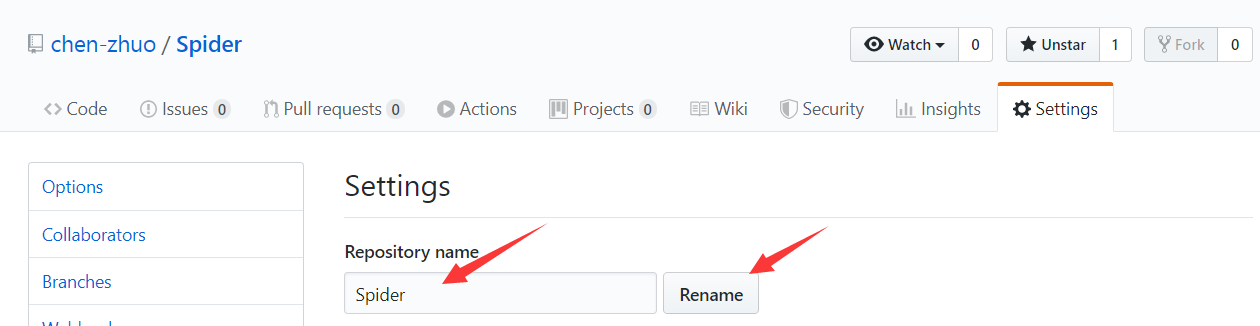 chen-zhuo / Spider
Watch 0 Unstar 1 Fork 0
Code Issues 0 Pull requests 0 Actions Projects 0 Wiki Security Insights Settings
Options
Collaborators
Branches
Settings
Repository name
Spider Rename